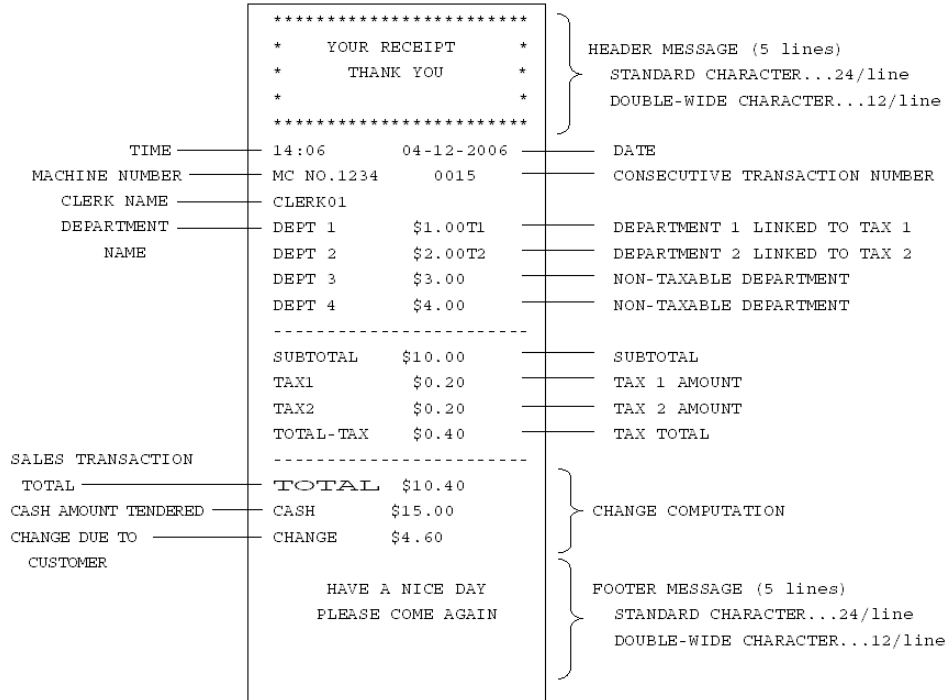 ************************
* YOUR RECEIPT * HEADER MESSAGE (5 lines)
* THANK YOU * STANDARD CHARACTER...24/line
* * DOUBLE-WIDE CHARACTER...12/line
************************
TIME 14:06 04-12-2006 DATE
MACHINE NUMBER MC NO.1234 0015 CONSECUTIVE TRANSACTION NUMBER
CLERK NAME CLERK01
DEPARTMENT DEPT 1 $1.00T1 DEPARTMENT 1 LINKED TO TAX 1
NAME DEPT 2 $2.00T2 DEPARTMENT 2 LINKED TO TAX 2
DEPT 3 $3.00 NON-TAXABLE DEPARTMENT
DEPT 4 $4.00 NON-TAXABLE DEPARTMENT
------------------------
SUBTOTAL $10.00 SUBTOTAL
TAX1 $0.20 TAX 1 AMOUNT
TAX2 $0.20 TAX 2 AMOUNT
TOTAL-TAX $0.40 TAX TOTAL
SALES TRANSACTION ------------------------
TOTAL TOTAL $10.40
CASH AMOUNT TENDERED CASH $15.00 CHANGE COMPUTATION
CHANGE DUE TO CHANGE $4.60
CUSTOMER
HAVE A NICE DAY FOOTER MESSAGE (5 lines)
PLEASE COME AGAIN STANDARD CHARACTER...24/line
DOUBLE-WIDE CHARACTER...12/line